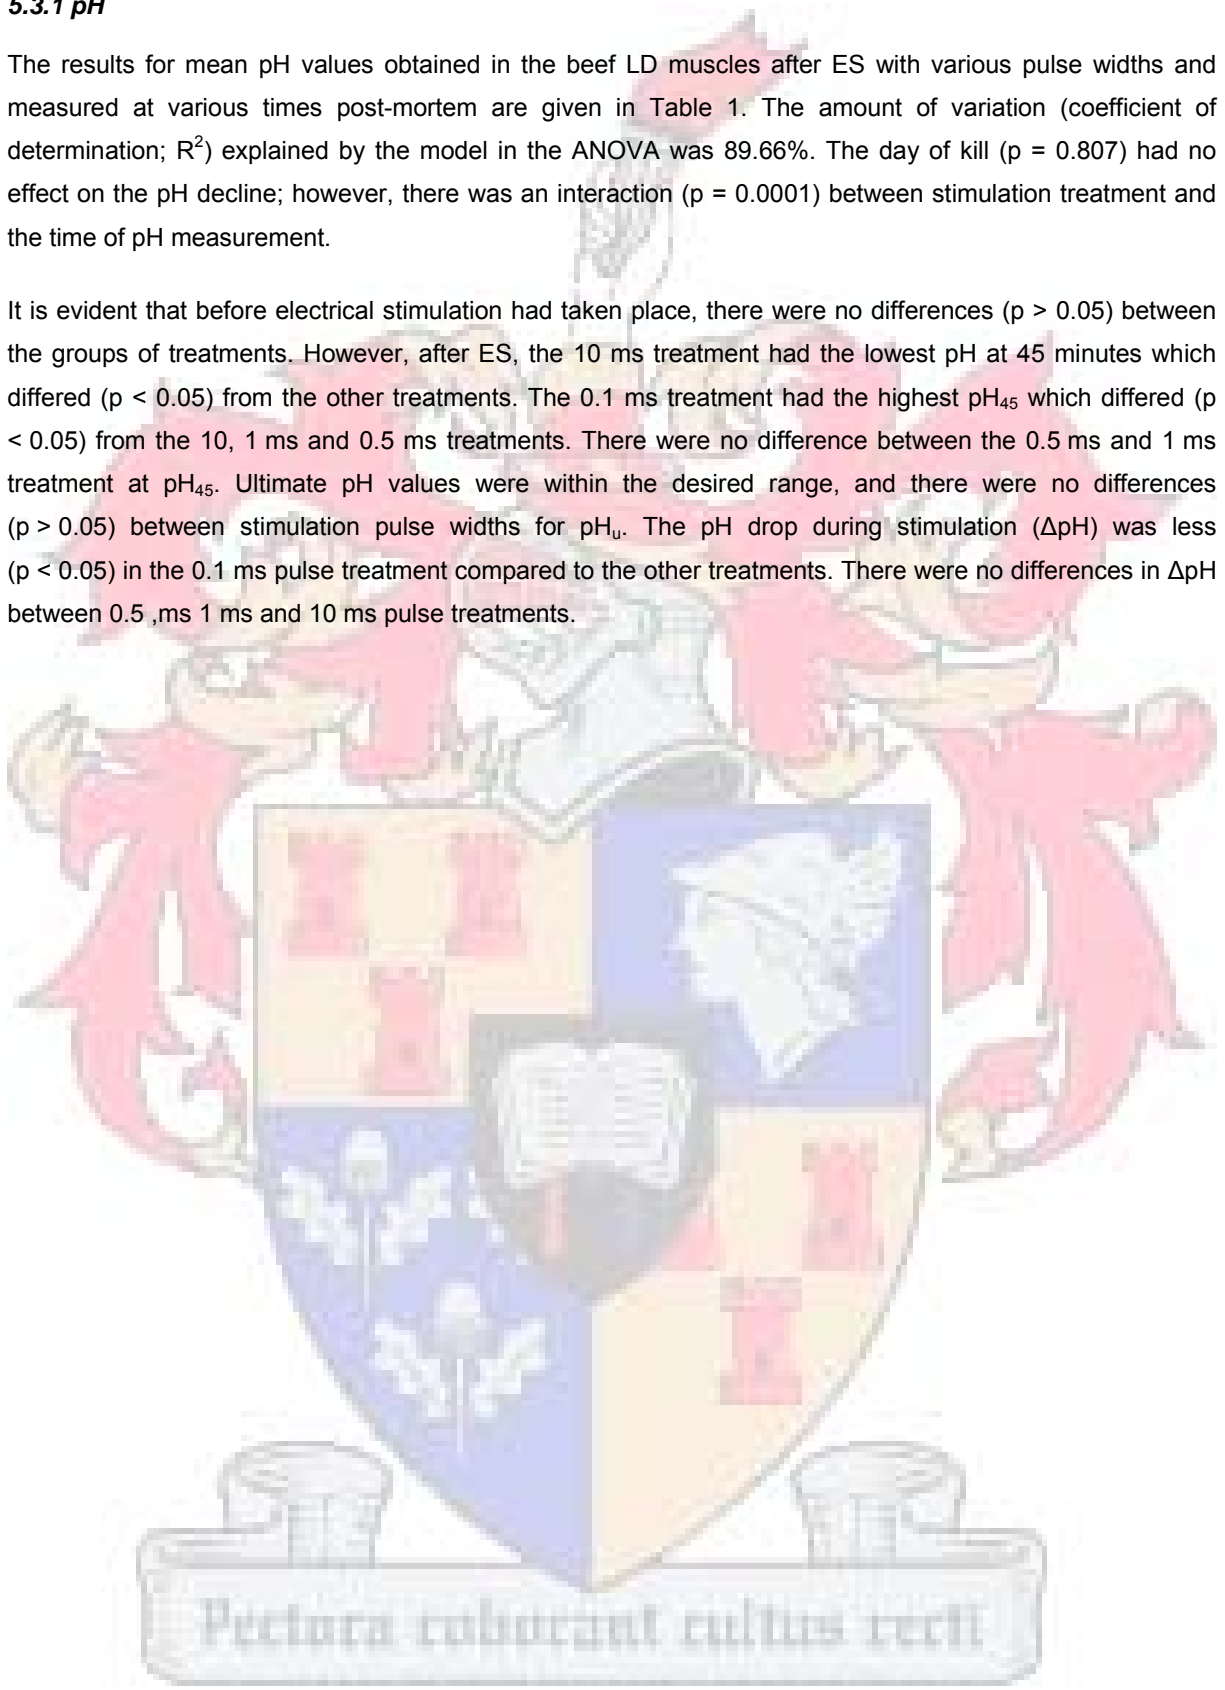 5.3.1 pH
The results for mean pH values obtained in the beef LD muscles after ES with various pulse widths and
measured at various times post-mortem are given in Table 1. The amount of variation (coefficient of
determination; R²) explained by the model in the ANOVA was 89.66%. The day of kill (p = 0.807) had no
effect on the pH decline; however, there was an interaction (p = 0.0001) between stimulation treatment and
the time of pH measurement.
It is evident that before electrical stimulation had taken place, there were no differences (p > 0.05) between
the groups of treatments. However, after ES, the 10 ms treatment had the lowest pH at 45 minutes which
differed (p < 0.05) from the other treatments. The 0.1 ms treatment had the highest pH₄₅ which differed (p
< 0.05) from the 10, 1 ms and 0.5 ms treatments. There were no difference between the 0.5 ms and 1 ms
treatment at pH₄₅. Ultimate pH values were within the desired range, and there were no differences
(p > 0.05) between stimulation pulse widths for pHᵤ. The pH drop during stimulation (ΔpH) was less
(p < 0.05) in the 0.1 ms pulse treatment compared to the other treatments. There were no differences in ΔpH
between 0.5 ,ms 1 ms and 10 ms pulse treatments.
Pectora roborant cultus recti